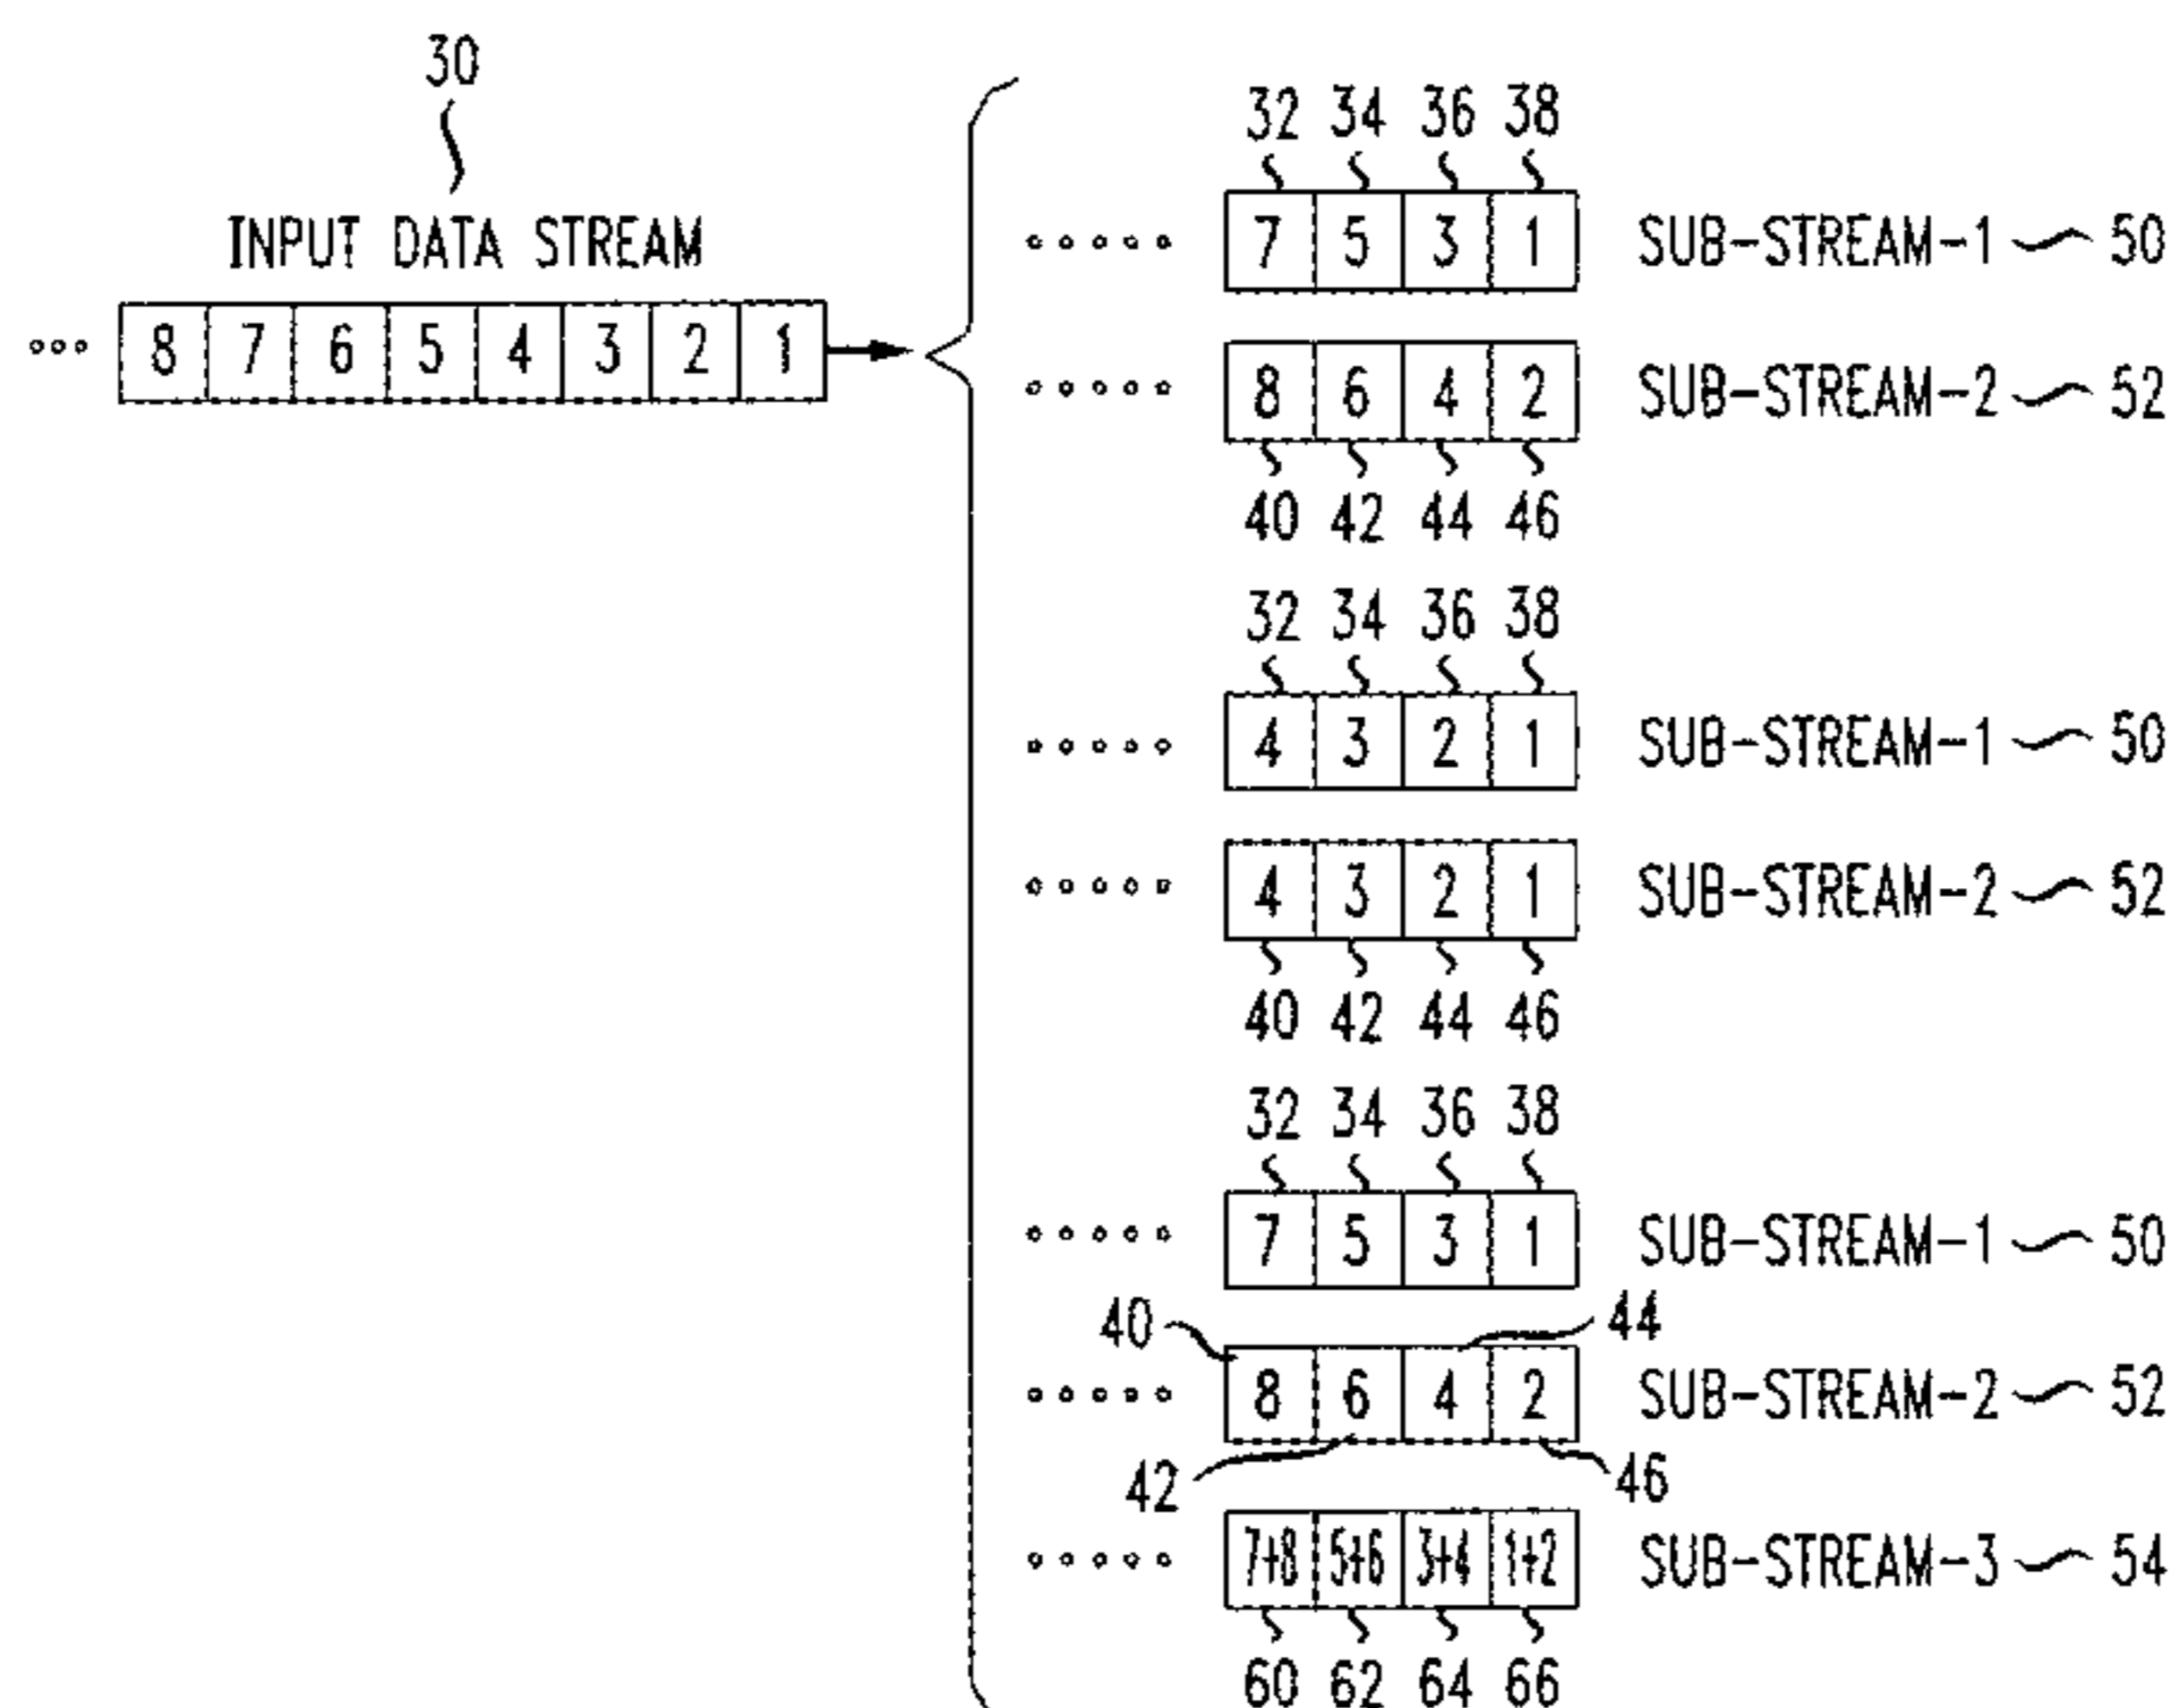 30
INPUT DATA STREAM
8 7 6 5 4 3 2 1
32 34 36 38
7 5 3 1 SUB-STREAM-1 50
8 6 4 2 SUB-STREAM-2 52
40 42 44 46
32 34 36 38
4 3 2 1 SUB-STREAM-1 50
4 3 2 1 SUB-STREAM-2 52
40 42 44 46
32 34 36 38
7 5 3 1 SUB-STREAM-1 50
40 44
8 6 4 2 SUB-STREAM-2 52
42 46
7+8 5+6 3+4 1+2 SUB-STREAM-3 54
60 62 64 66